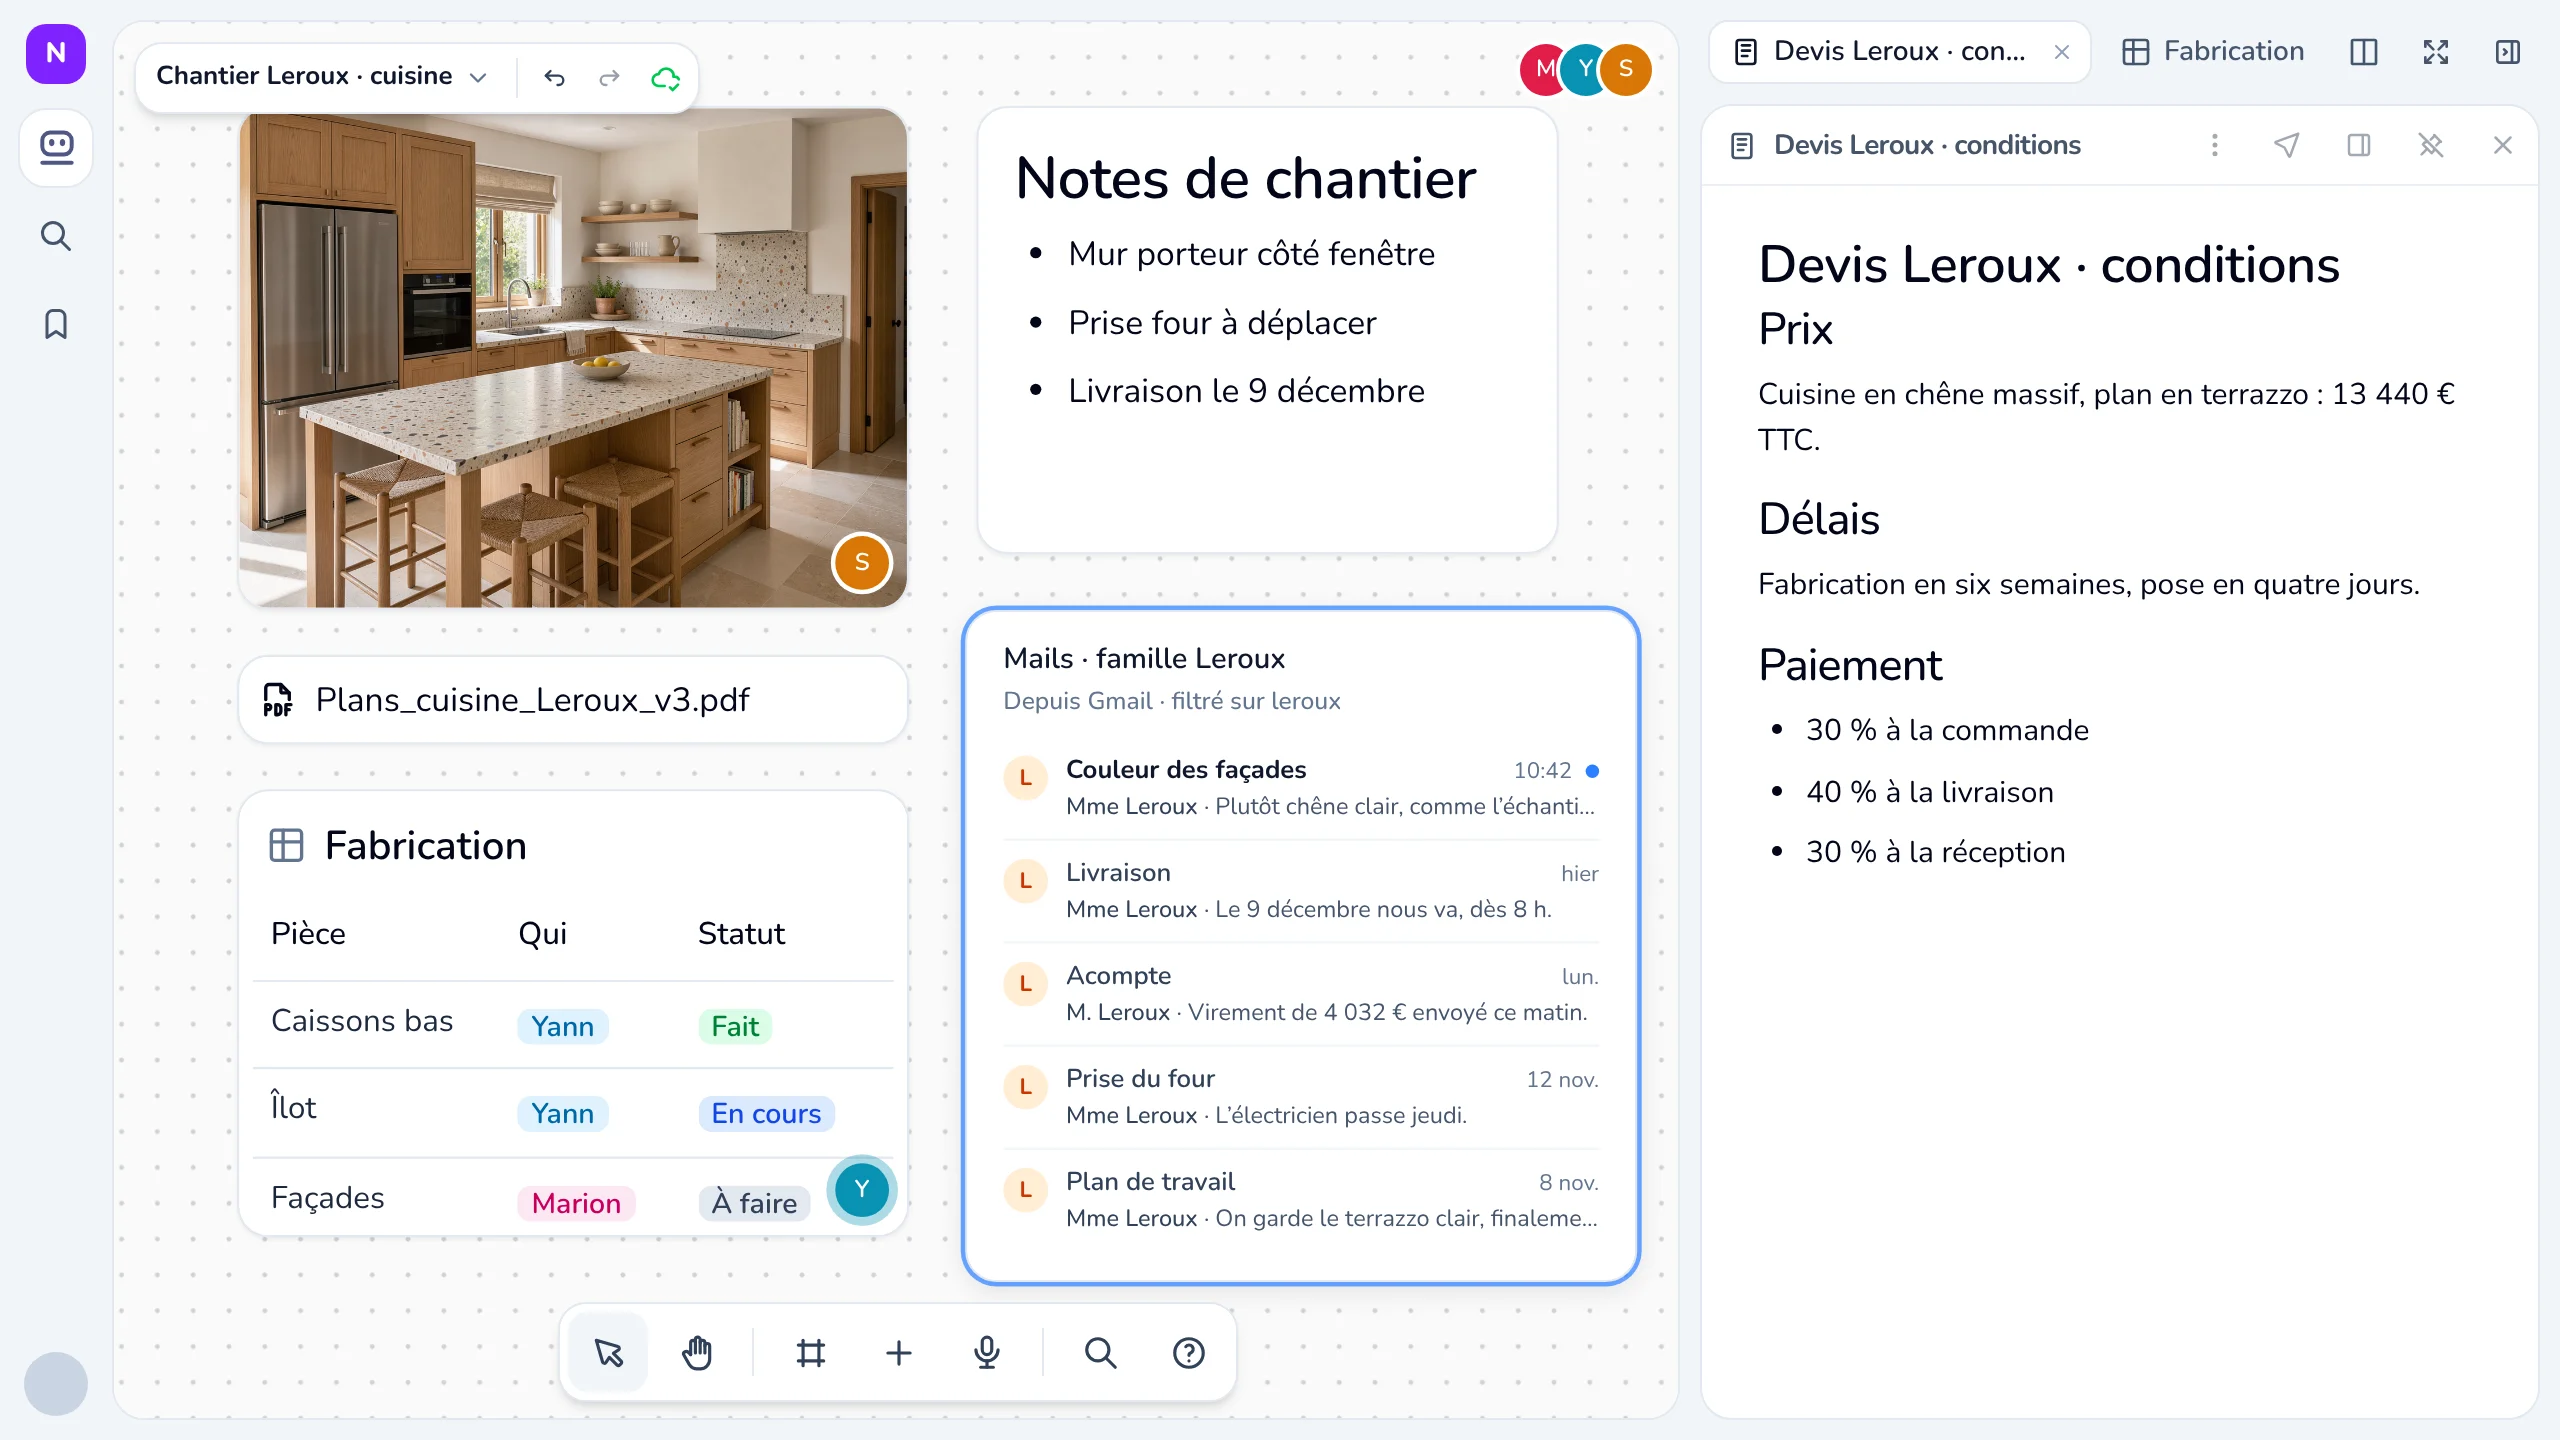 N
Chantier Leroux · cuisine
M
Y
S
S
Notes de chantier
Mur porteur côté fenêtre
Prise four à déplacer
Livraison le 9 décembre
PDF
Plans_cuisine_Leroux_v3.pdf
Fabrication
Pièce Qui Statut
Caissons bas Yann Fait
Îlot Yann En cours
Façades Marion À faire
Y
Mails · famille Leroux
Depuis Gmail · filtré sur leroux
L
Couleur des façades 10:42
Mme Leroux · Plutôt chêne clair, comme l’échanti...
L
Livraison hier
Mme Leroux · Le 9 décembre nous va, dès 8 h.
L
Acompte lun.
M. Leroux · Virement de 4 032 € envoyé ce matin.
L
Prise du four 12 nov.
Mme Leroux · L’électricien passe jeudi.
L
Plan de travail 8 nov.
Mme Leroux · On garde le terrazzo clair, finaleme...
Devis Leroux · con...
Fabrication
Devis Leroux · conditions
Devis Leroux · conditions
Prix
Cuisine en chêne massif, plan en terrazzo : 13 440 €
TTC.
Délais
Fabrication en six semaines, pose en quatre jours.
Paiement
30 % à la commande
40 % à la livraison
30 % à la réception